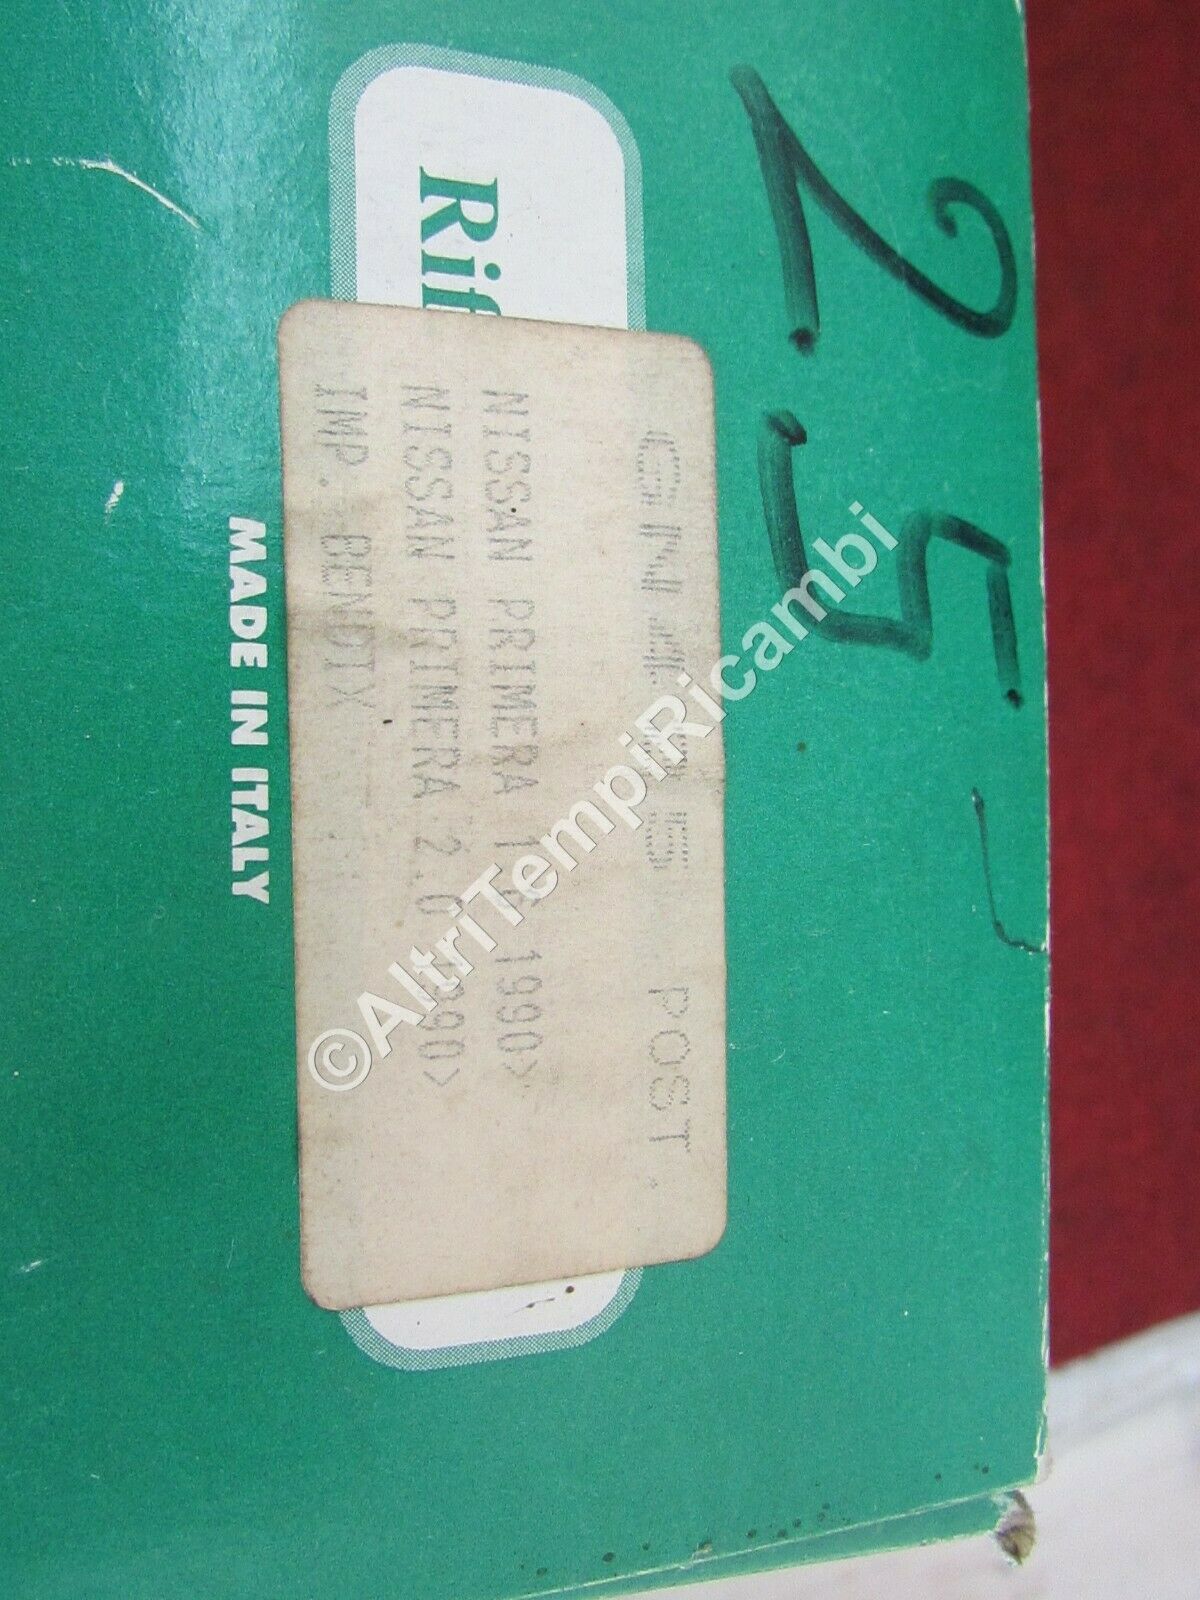 25
Rif
POST.
NISSAN PRIMERA 1990>
NISSAN PRIMERA 2.0 1990>
IMP. BENDIX
MADE IN ITALY
©AltriTempiRicambi